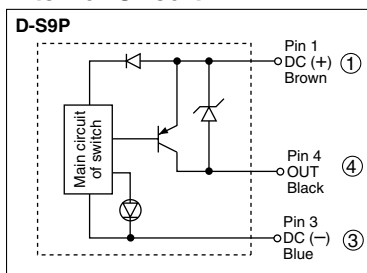 D-S9P
Main circuit
of switch
Pin 1
DC (+) ①
Brown
Pin 4
OUT ④
Black
Pin 3
DC (−) ③
Blue